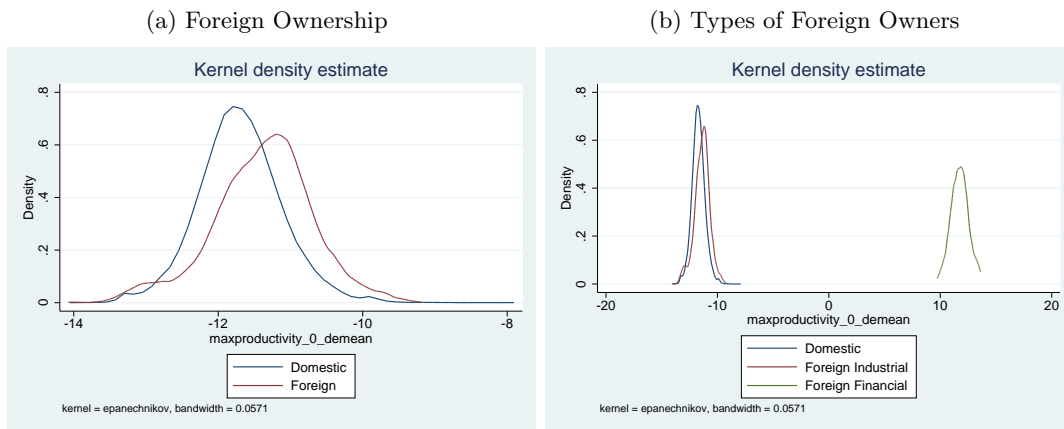 (a) Foreign Ownership
Kernel density estimate
Density
0 .2 .4 .6 .8
-14 -12 -10 -8
maxproductivity_0_demean
Domestic
Foreign
kernel = epanechnikov, bandwidth = 0.0571
(b) Types of Foreign Owners
Kernel density estimate
Density
0 .2 .4 .6 .8
-20 -10 0 10 20
maxproductivity_0_demean
Domestic
Foreign Industrial
Foreign Financial
kernel = epanechnikov, bandwidth = 0.0571